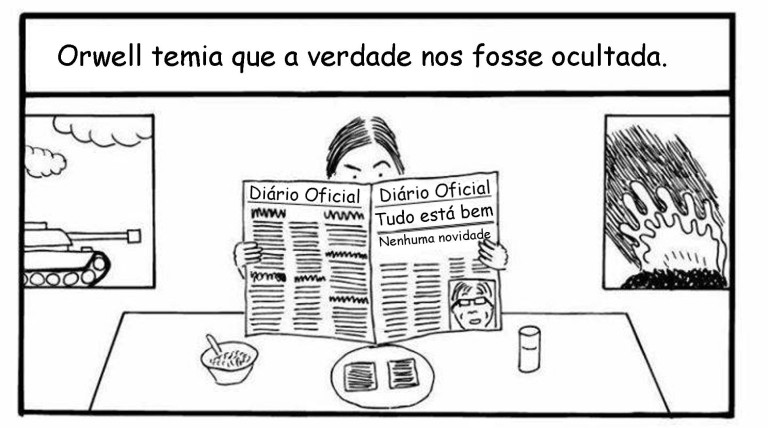 Orwell temia que a verdade nos fosse ocultada.
Diário Oficial
Diário Oficial
Tudo está bem
Nenhuma novidade